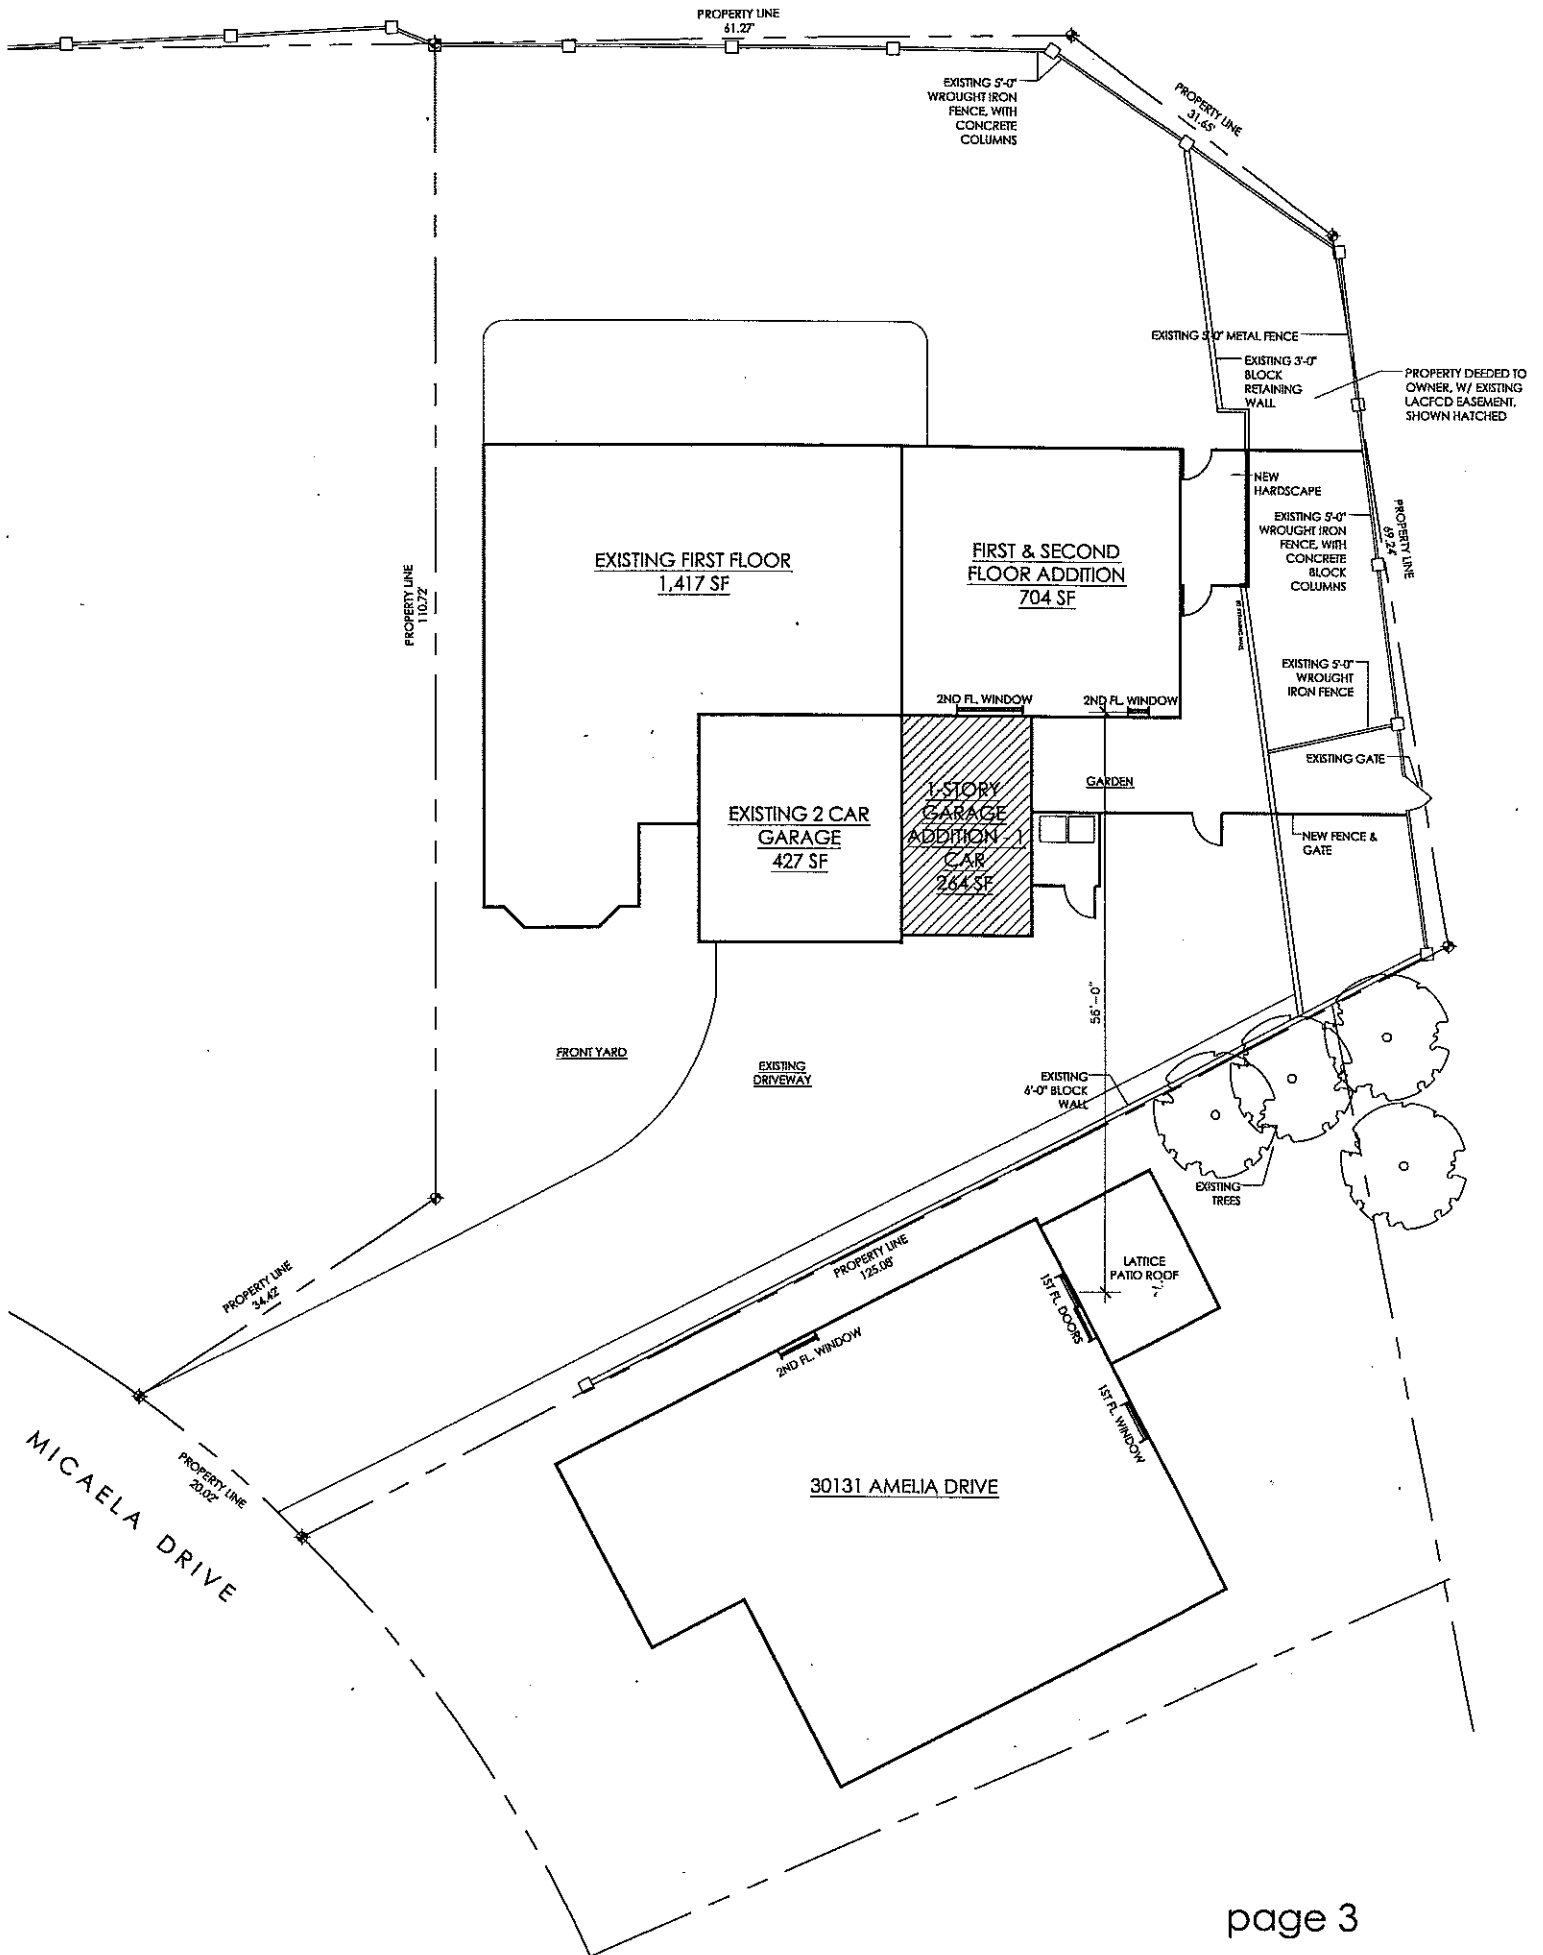 PROPERTY LINE
61.27'
EXISTING 5'-0"
WROUGHT IRON
FENCE, WITH
CONCRETE
COLUMNS
PROPERTY LINE
31.65'
EXISTING 5'-0" METAL FENCE
EXISTING 3'-0"
BLOCK
RETAINING
WALL
PROPERTY DEEDED TO
OWNER, W/ EXISTING
LACFCD EASEMENT,
SHOWN HATCHED
NEW
HARDSCAPE
EXISTING 5'-0"
WROUGHT IRON
FENCE, WITH
CONCRETE
BLOCK
COLUMNS
PROPERTY LINE
69.24'
EXISTING FIRST FLOOR
1,417 SF
FIRST & SECOND
FLOOR ADDITION
704 SF
PROPERTY LINE
110.72'
EXISTING 5'-0"
WROUGHT
IRON FENCE
2ND FL. WINDOW
2ND FL. WINDOW
EXISTING GATE
GARDEN
1-STORY
GARAGE
ADDITION - 1
CAR
264 SF
EXISTING 2 CAR
GARAGE
427 SF
NEW FENCE &
GATE
56'-0"
FRONT YARD
EXISTING
DRIVEWAY
EXISTING
6'-0" BLOCK
WALL
EXISTING
TREES
PROPERTY LINE
34.42'
PROPERTY LINE
125.08'
LATTICE
PATIO ROOF
1ST FL. DOORS
2ND FL. WINDOW
1ST FL. WINDOW
MICAELA DRIVE
PROPERTY LINE
20.02'
30131 AMELIA DRIVE
page 3